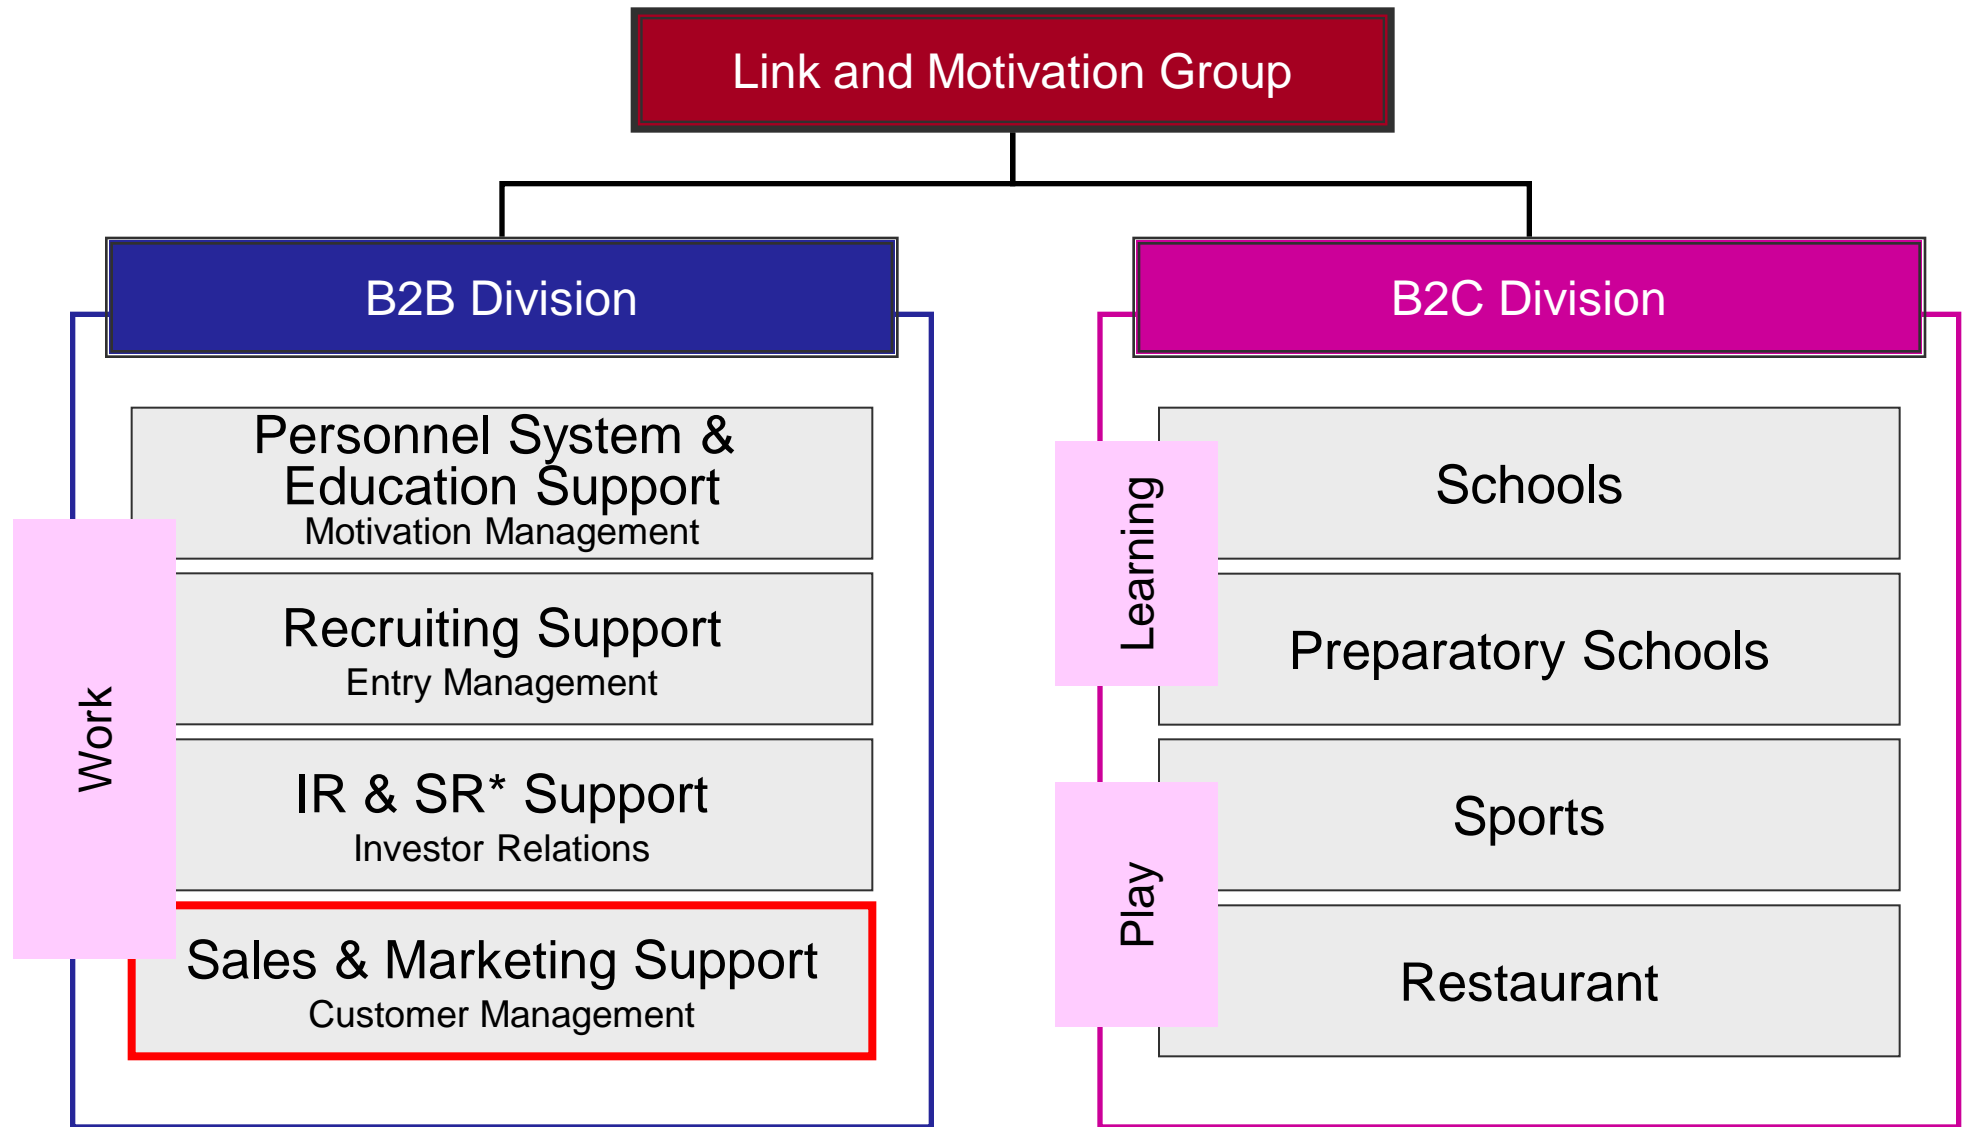 Link and Motivation Group
B2B Division
Work
Personnel System &
Education Support
Motivation Management
Recruiting Support
Entry Management
IR & SR* Support
Investor Relations
Sales & Marketing Support
Customer Management
B2C Division
Learning
Schools
Preparatory Schools
Play
Sports
Restaurant